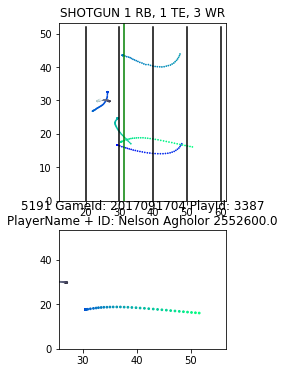 SHOTGUN 1 RB, 1 TE, 3 WR
50
40
30
20
10
0
20 30 40 50 60
5191 GameId: 2017091704 PlayId: 3387
PlayerName + ID: Nelson Agholor 2552600.0
40
20
0
30 40 50